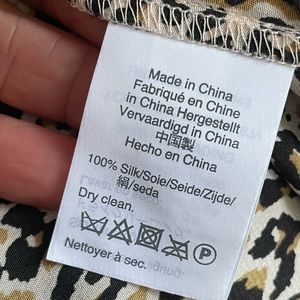 Made in China
Fabriqué en Chine
in China Hergestellt
Vervaardigd in China
中国製
Hecho en China
100% Silk/Soie/Seide/Zijde/
絹/seda
Dry clean.
P
Nettoyer à sec.